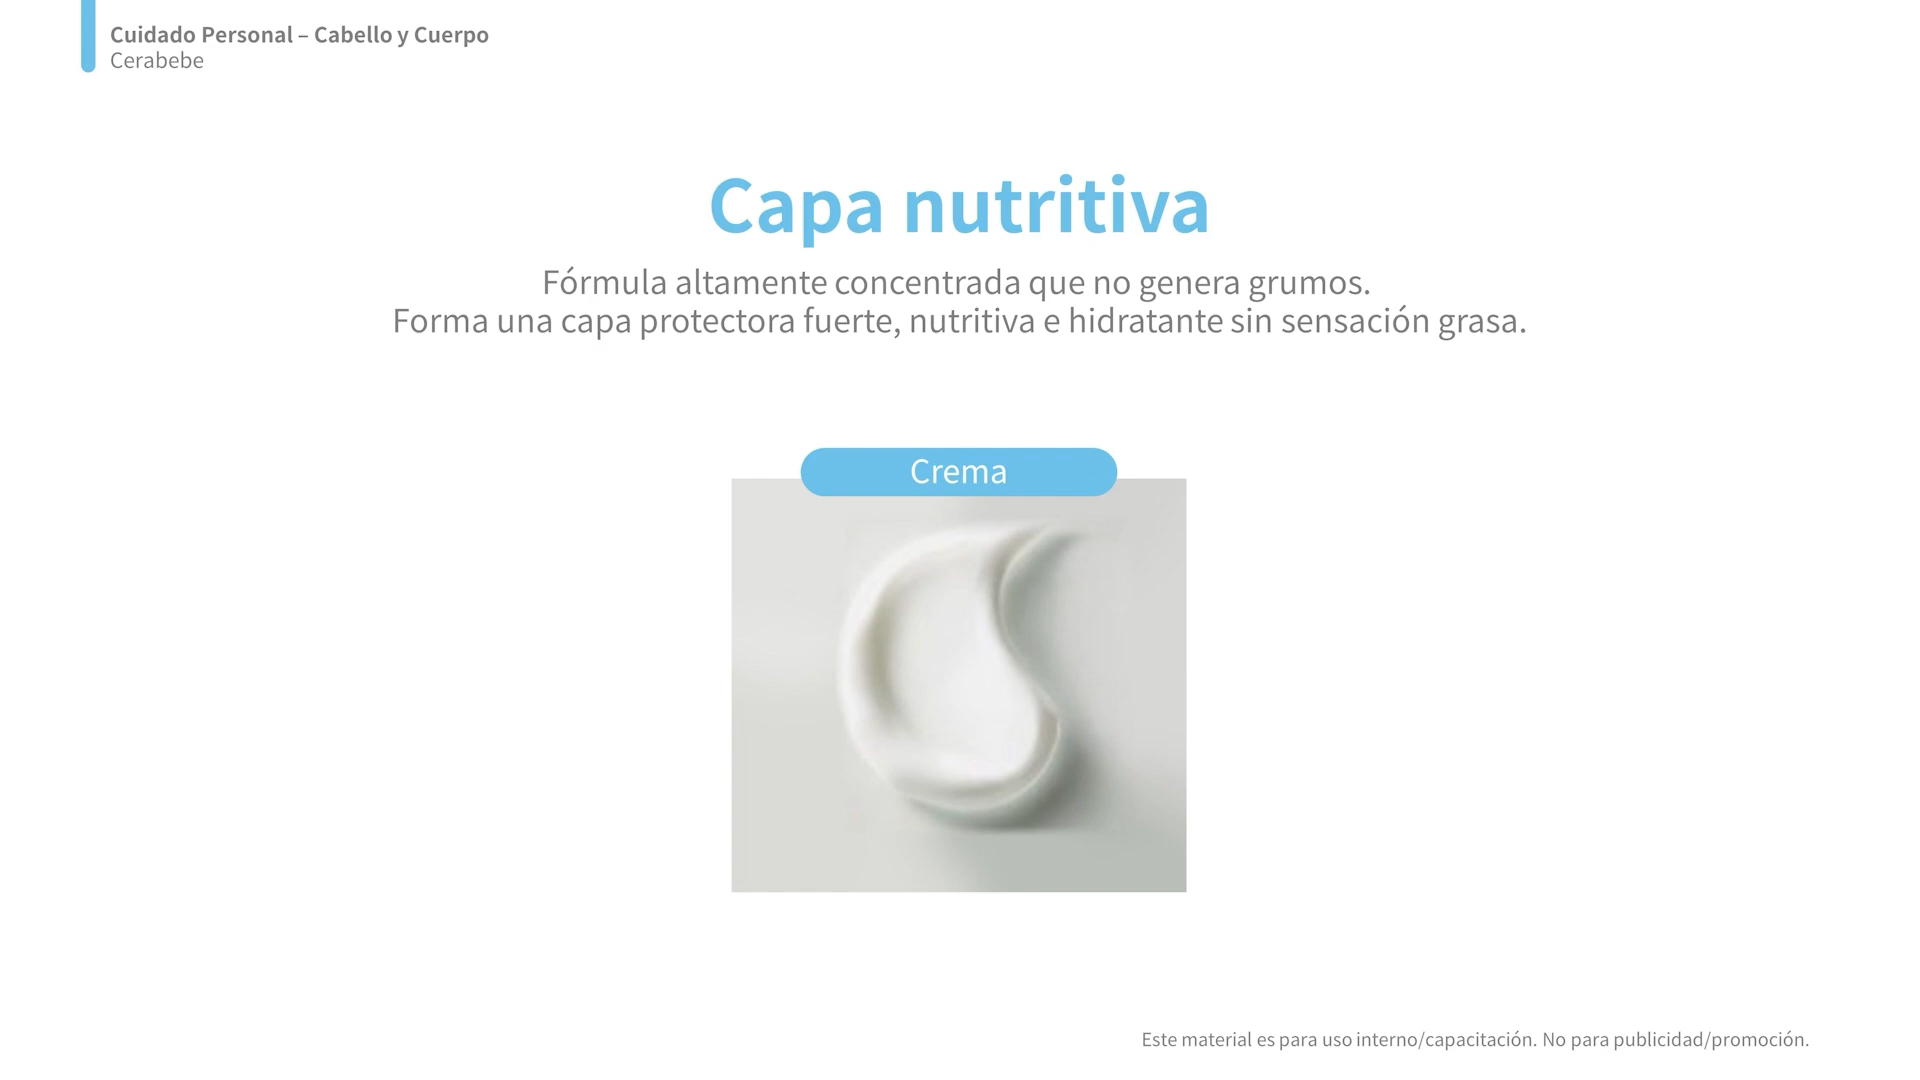 Cuidado Personal – Cabello y Cuerpo
Cerabebe
Capa nutritiva
Fórmula altamente concentrada que no genera grumos.
Forma una capa protectora fuerte, nutritiva e hidratante sin sensación grasa.
Crema
Este material es para uso interno/capacitación. No para publicidad/promoción.